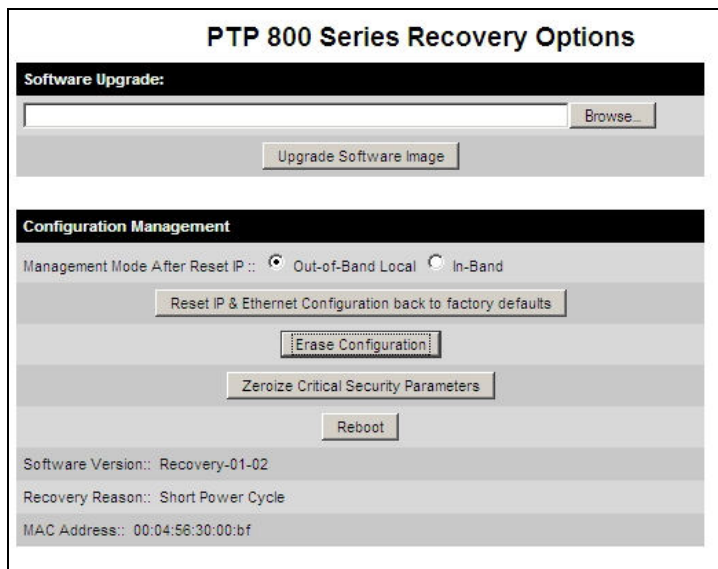 PTP 800 Series Recovery Options
Software Upgrade:
Browse...
Upgrade Software Image
Configuration Management
Management Mode After Reset IP :: Out-of-Band Local In-Band
Reset IP & Ethernet Configuration back to factory defaults
Erase Configuration
Zeroize Critical Security Parameters
Reboot
Software Version:: Recovery-01-02
Recovery Reason:: Short Power Cycle
MAC Address:: 00:04:56:30:00:bf